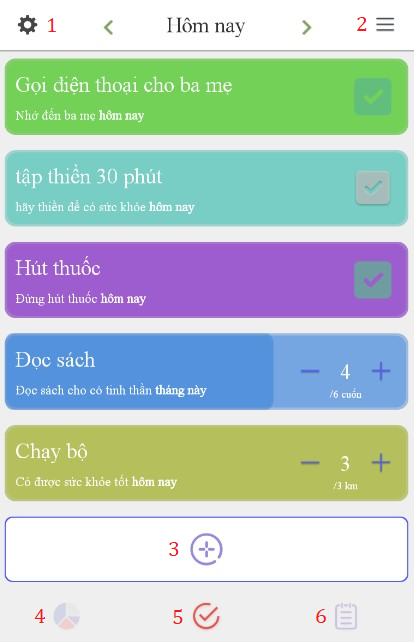 1
Hôm nay
2
Gọi điện thoại cho ba mẹ
Nhớ đến ba mẹ hôm nay
tập thiền 30 phút
hãy thiền để có sức khỏe hôm nay
Hút thuốc
Đừng hút thuốc hôm nay
Đọc sách
Đọc sách cho có tinh thần tháng này
4
/6 cuốn
Chạy bộ
Có được sức khỏe tốt hôm nay
3
/3 km
3
4
5
6